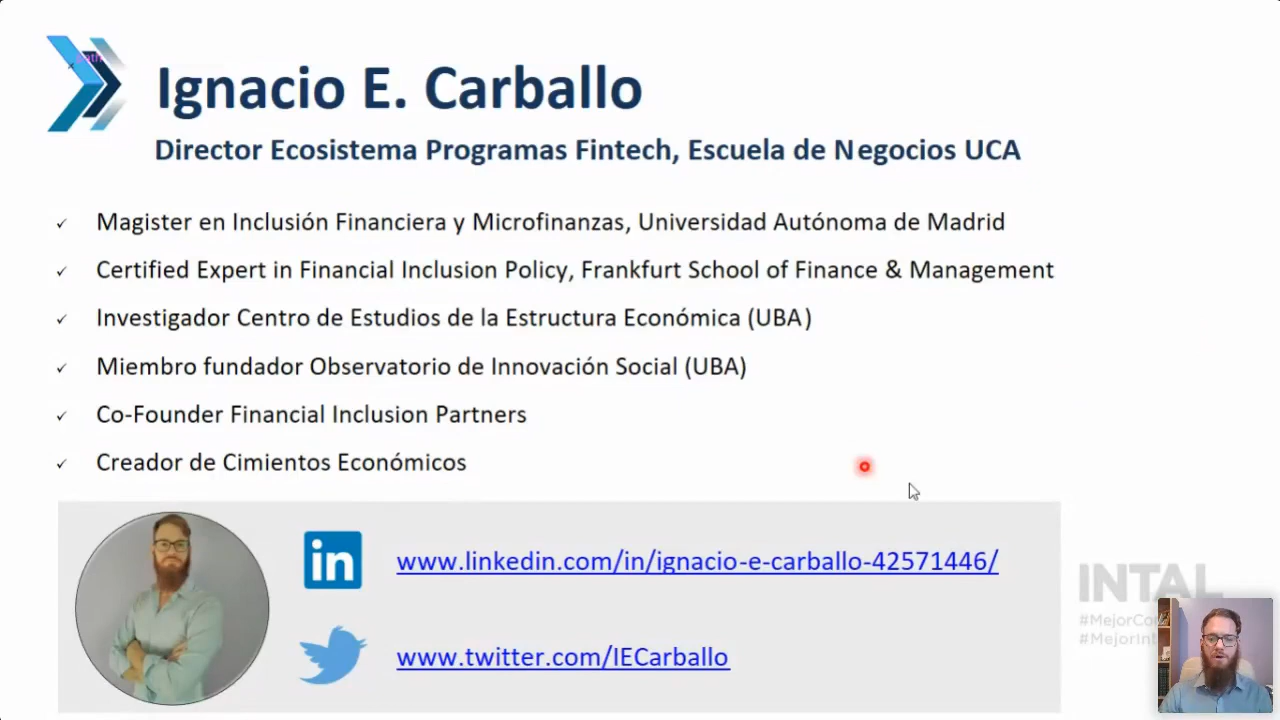 path
Ignacio E. Carballo
Director Ecosistema Programas Fintech, Escuela de Negocios UCA
Magister en Inclusión Financiera y Microfinanzas, Universidad Autónoma de Madrid
Certified Expert in Financial Inclusion Policy, Frankfurt School of Finance & Management
Investigador Centro de Estudios de la Estructura Económica (UBA)
Miembro fundador Observatorio de Innovación Social (UBA)
Co-Founder Financial Inclusion Partners
Creador de Cimientos Económicos
in
www.linkedin.com/in/ignacio-e-carballo-42571446/
www.twitter.com/IECarballo
INTAL